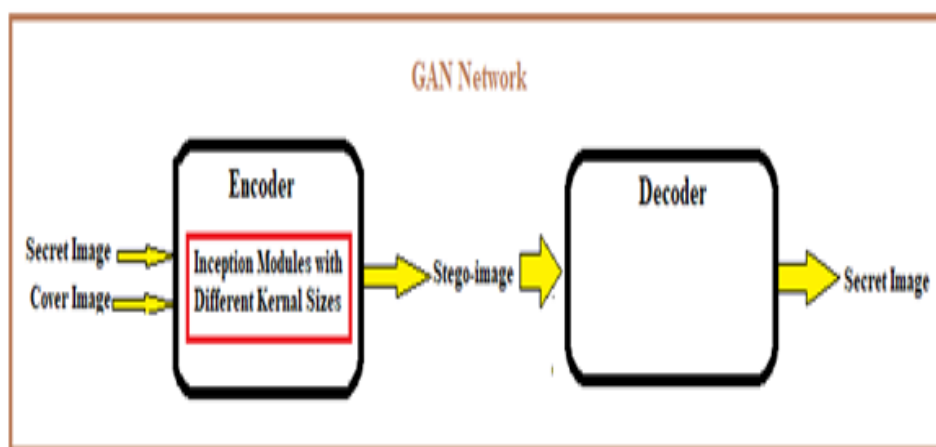 GAN Network
Encoder
Inception Modules with
Different Kernal Sizes
Secret Image
Cover Image
Stego-image
Decoder
Secret Image